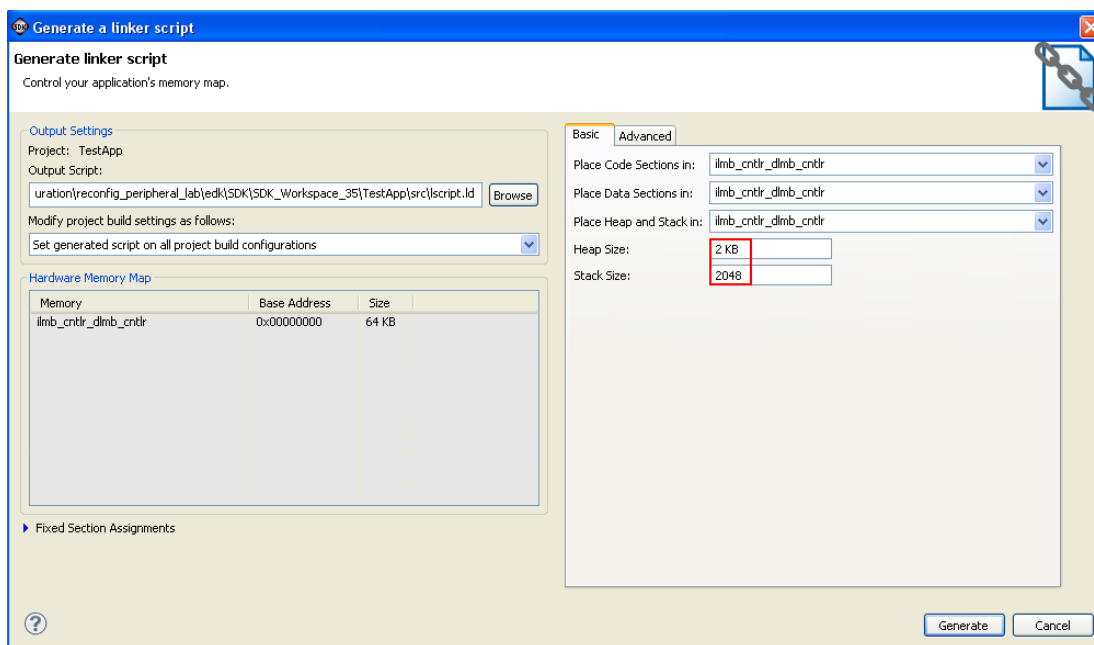 SDK Generate a linker script
Generate linker script
Control your application's memory map.
Output Settings
Project: TestApp
Output Script:
uration\reconfig_peripheral_lab\edk\SDK\SDK_Workspace_35\TestApp\src\lscript.ld Browse
Modify project build settings as follows:
Set generated script on all project build configurations
Hardware Memory Map
Memory Base Address Size
ilmb_cntlr_dlmb_cntlr 0x00000000 64 KB
Fixed Section Assignments
Basic Advanced
Place Code Sections in: ilmb_cntlr_dlmb_cntlr
Place Data Sections in: ilmb_cntlr_dlmb_cntlr
Place Heap and Stack in: ilmb_cntlr_dlmb_cntlr
Heap Size: 2 KB
Stack Size: 2048
? Generate Cancel